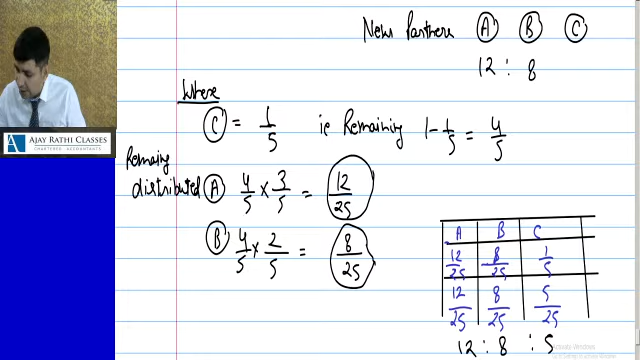 New Partners A B C
12 : 8
Where
C = 1/5 ie Remaining 1 - 1/5 = 4/5
Remaing
distributed A 4/5 × 3/5 = 12/25
B 4/5 × 2/5 = 8/25
A B C
12/25 8/25 1/5
12/25 8/25 5/25
12 : 8 : 5
AJAY RATHI CLASSES
CHARTERED ACCOUNTANTS
Activate Windows